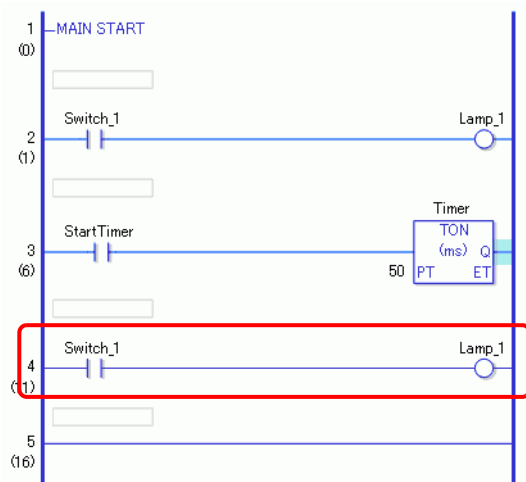 1 MAIN START
(0)
Switch_1 Lamp_1
2
(1)
Timer
StartTimer TON
3 (ms) Q
(6) 50 PT ET
Switch_1 Lamp_1
4
(11)
5
(16)